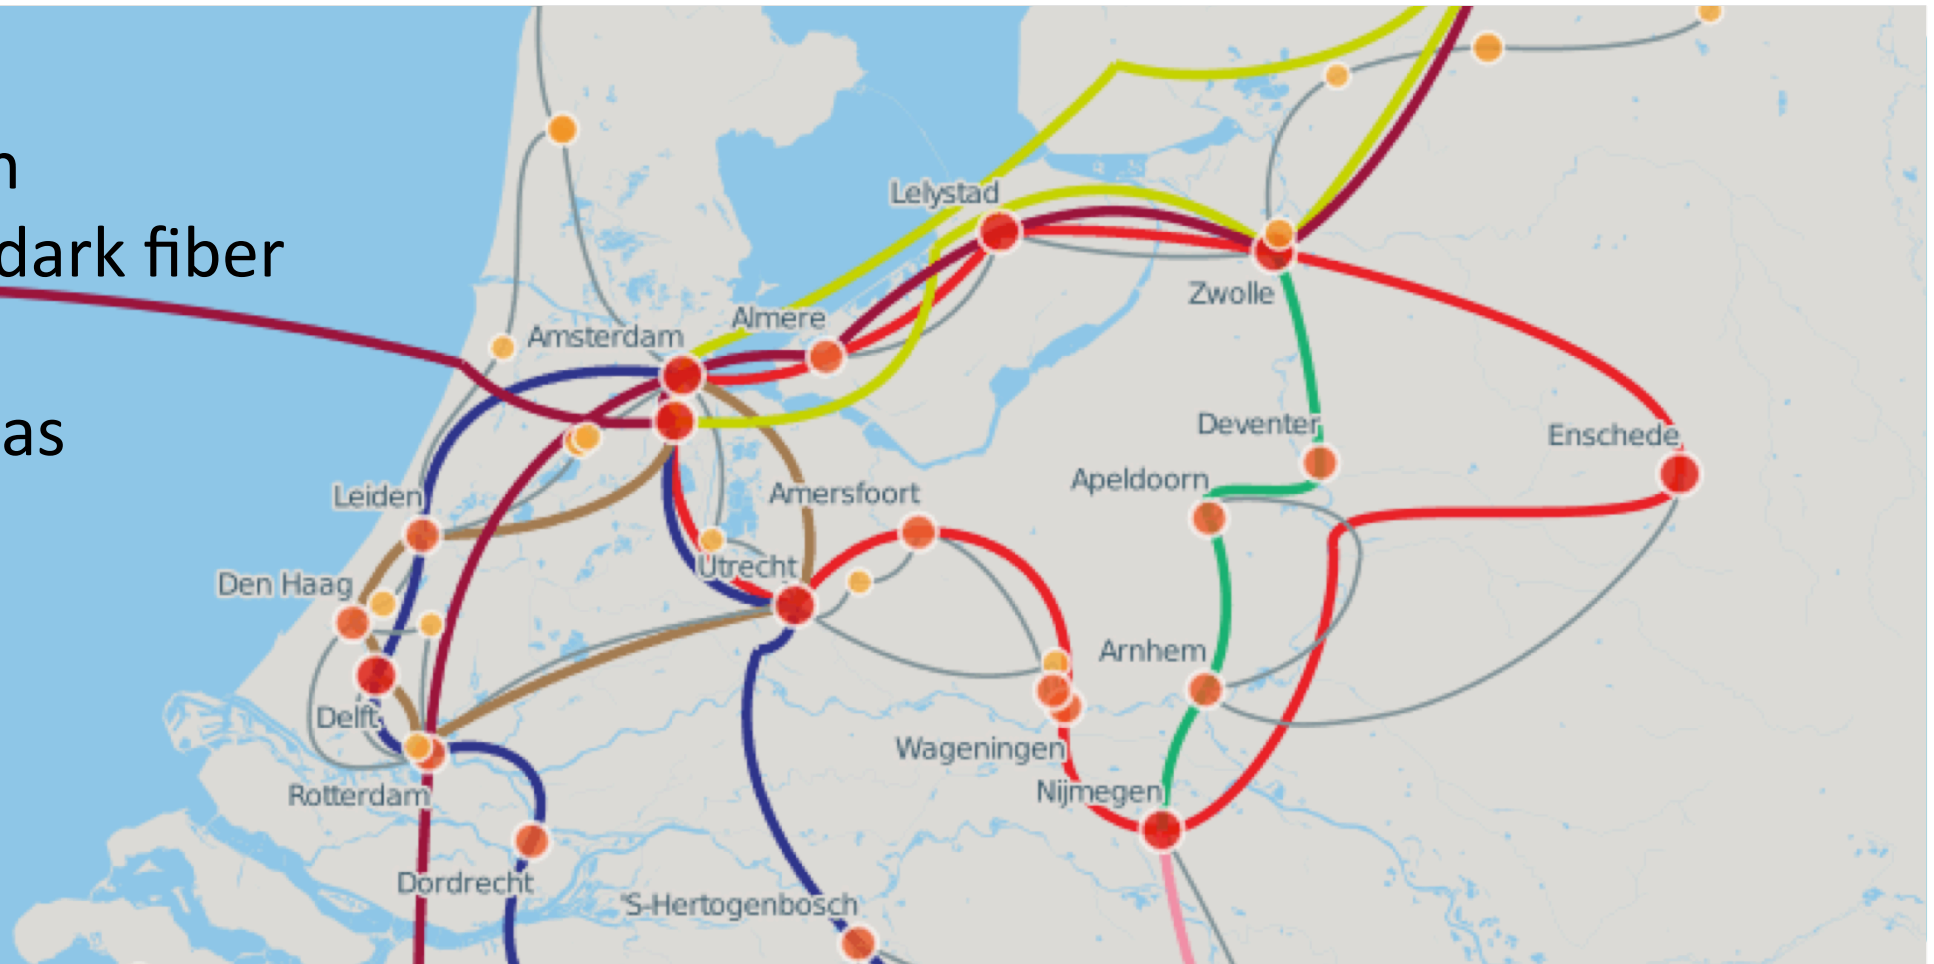 n
dark fiber
as
Lelystad
Zwolle
Almere
Amsterdam
Deventer
Enschede
Apeldoorn
Amersfoort
Leiden
Utrecht
Den Haag
Arnhem
Delft
Wageningen
Nijmegen
Rotterdam
Dordrecht
'S-Hertogenbosch